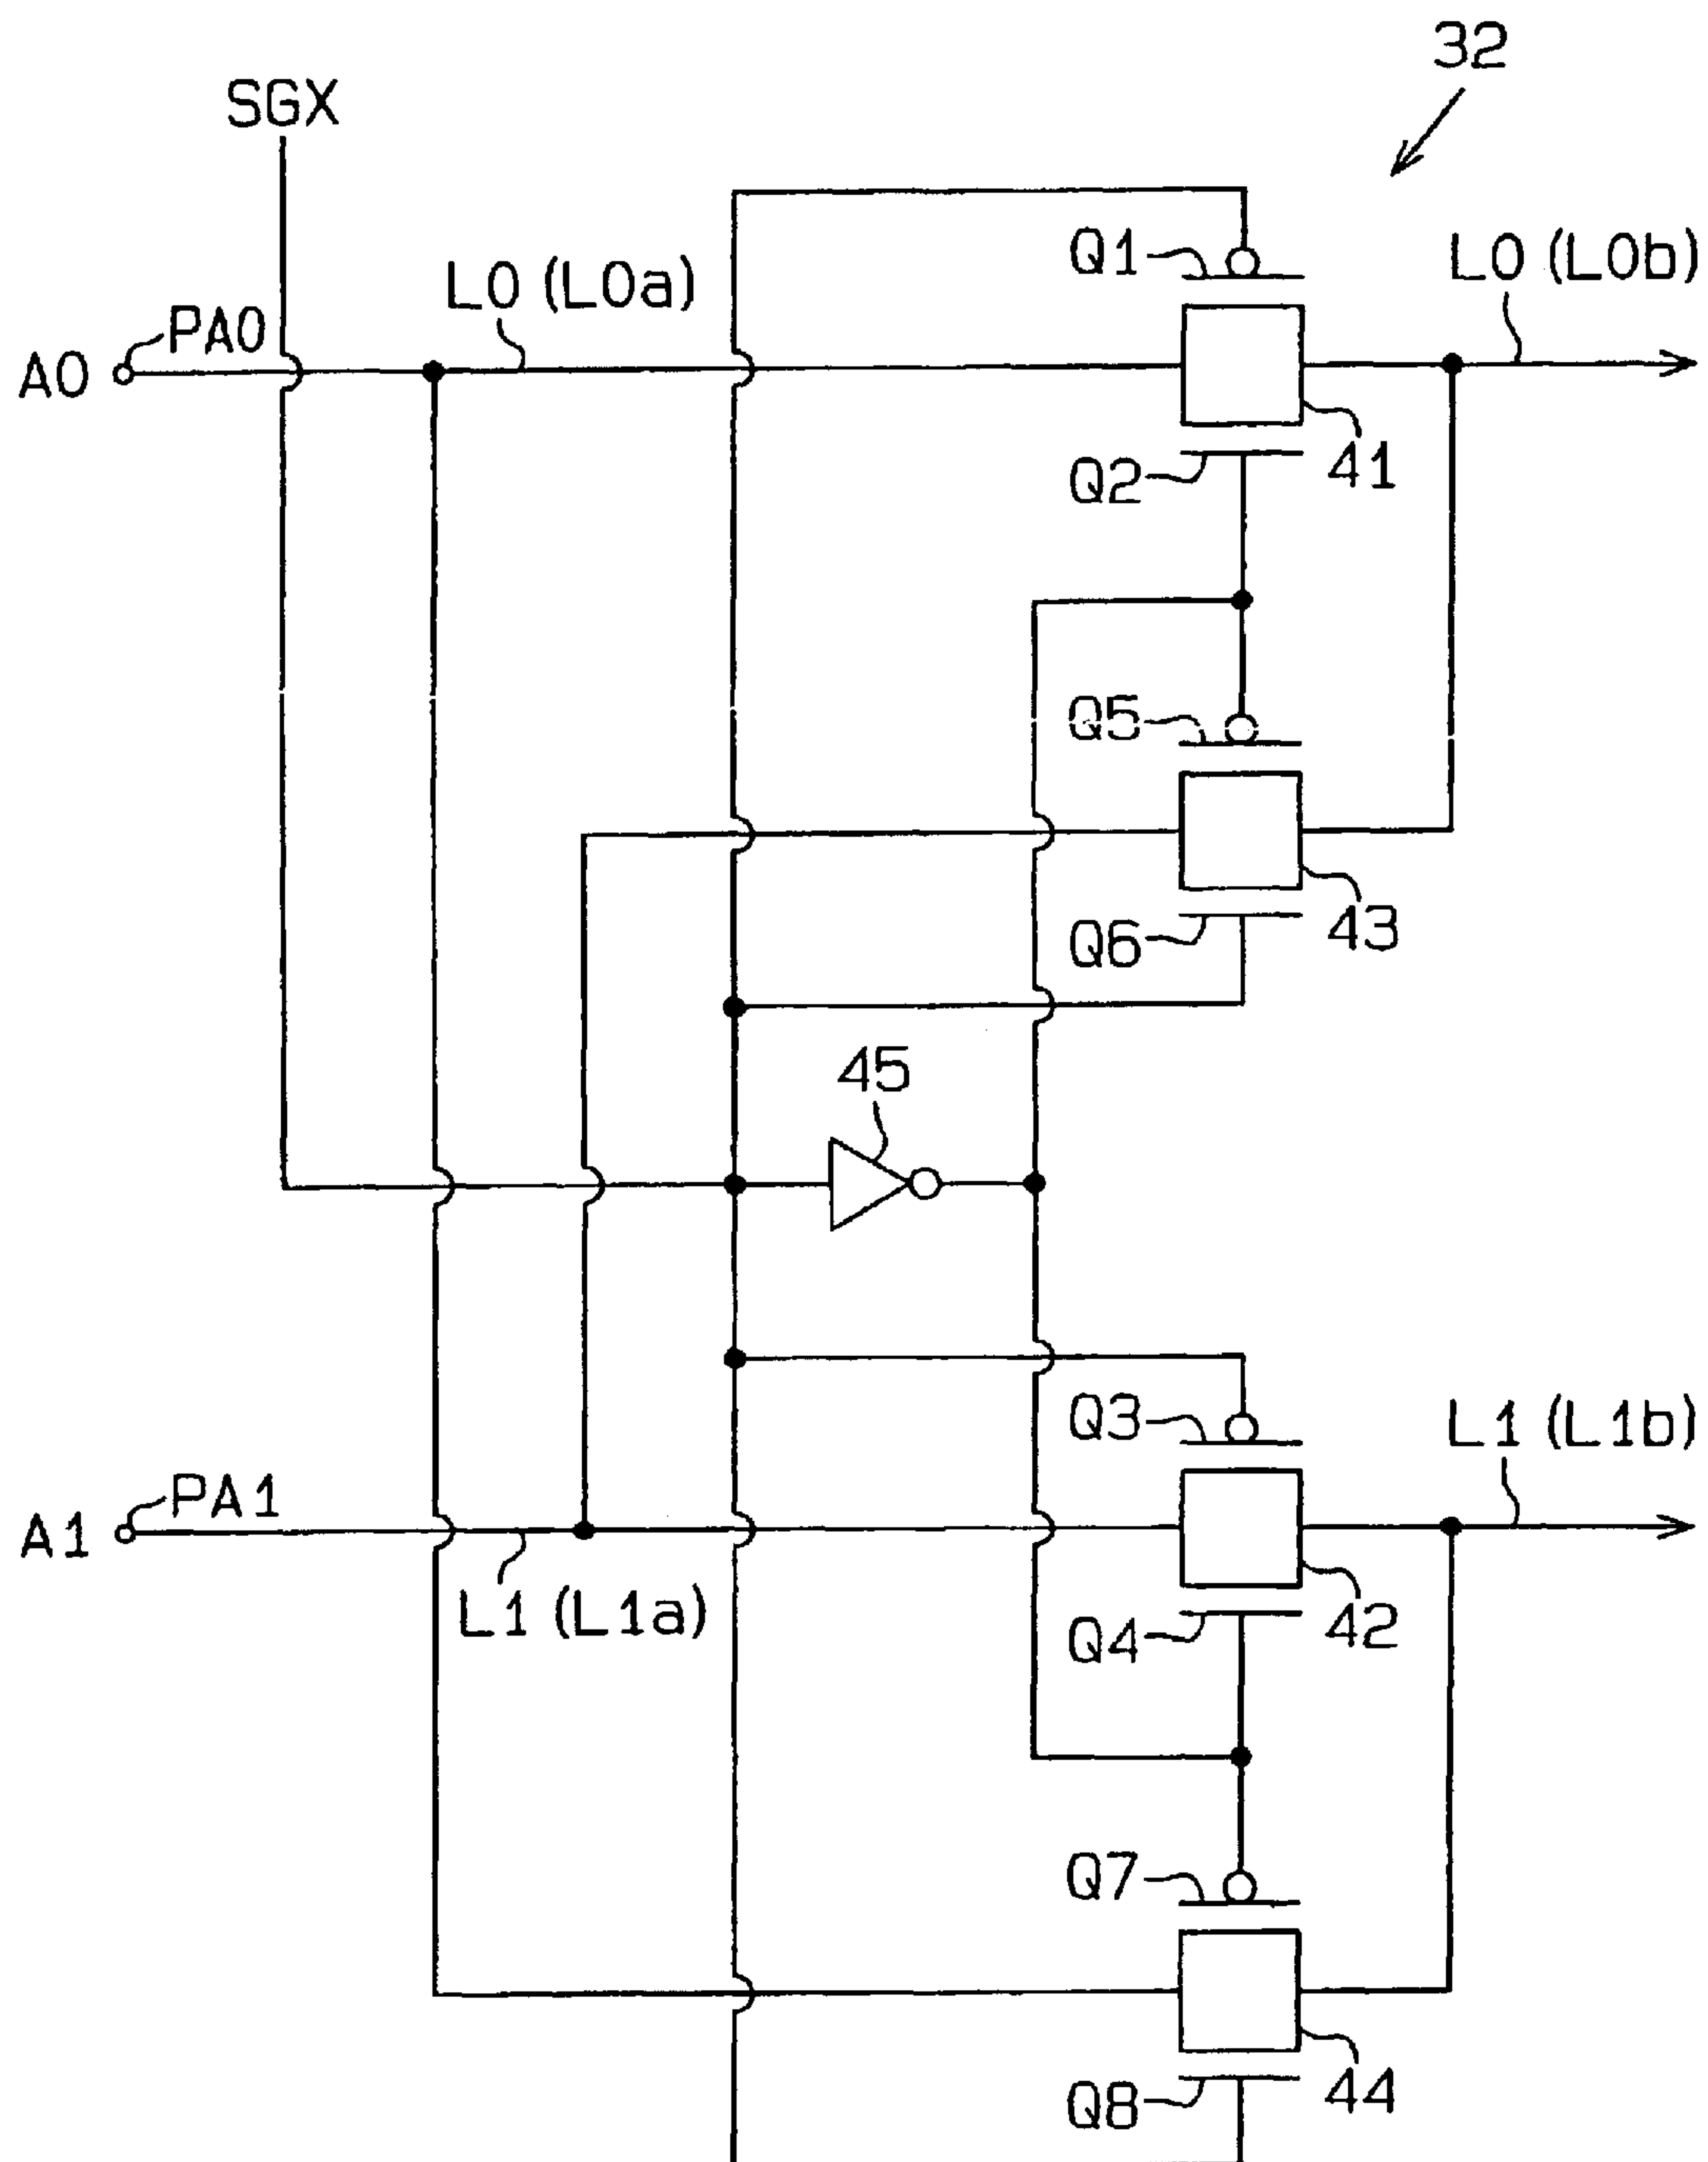 32
SGX
Q1
L0 (L0b)
L0 (L0a)
PA0
A0
41
Q2
Q5
43
Q6
45
Q3
L1 (L1b)
PA1
A1
L1 (L1a)
42
Q4
Q7
44
Q8